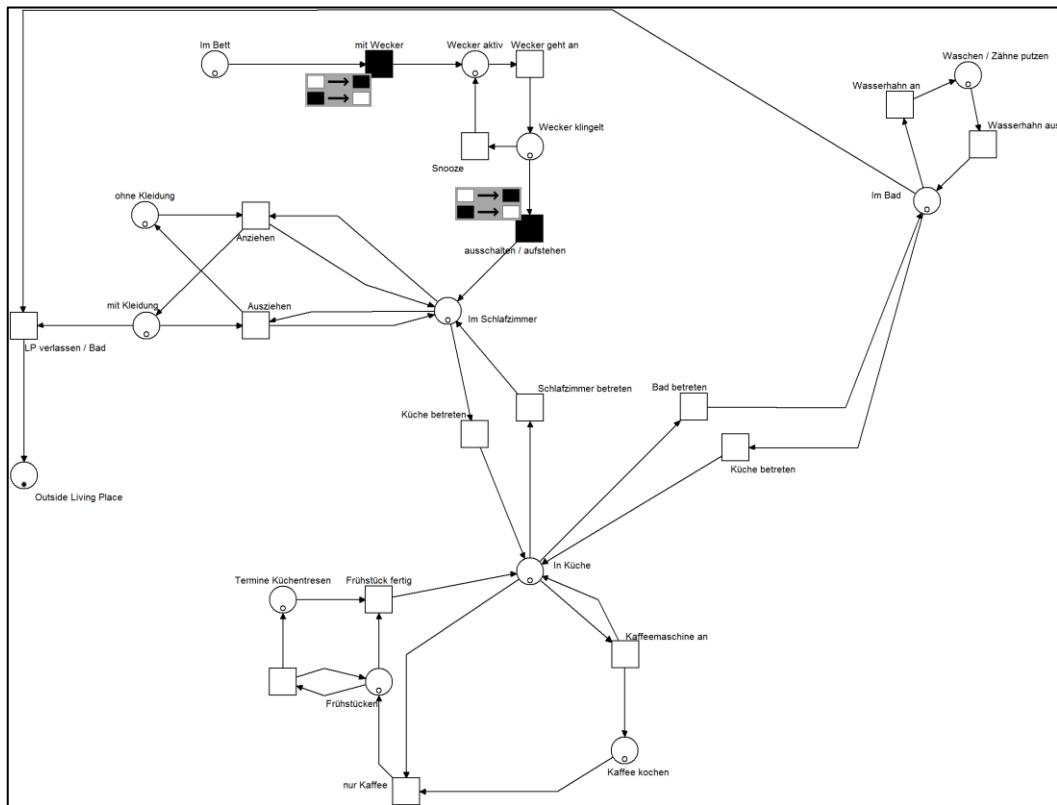 Im Bett
mit Wecker
Wecker aktiv
Wecker geht an
Waschen / Zähne putzen
Wasserhahn an
Wasserhahn aus
Wecker klingelt
Snooze
ohne Kleidung
Im Bad
Anziehen
ausschalten / aufstehen
mit Kleidung
Ausziehen
Im Schlafzimmer
LP verlassen / Bad
Schlafzimmer betreten
Bad betreten
Küche betreten
Küche betreten
Outside Living Place
In Küche
Termine Küchentresen
Frühstück fertig
Kaffeemaschine an
Frühstücken
Kaffee kochen
nur Kaffee